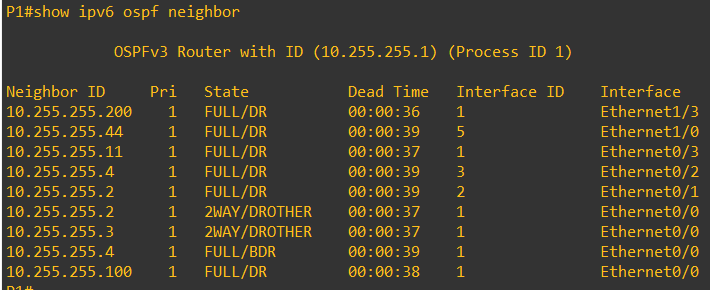 P1#show ipv6 ospf neighbor
OSPFv3 Router with ID (10.255.255.1) (Process ID 1)
Neighbor ID     Pri   State           Dead Time   Interface ID    Interface
10.255.255.200    1   FULL/DR         00:00:36    1               Ethernet1/3
10.255.255.44     1   FULL/DR         00:00:39    5               Ethernet1/0
10.255.255.11     1   FULL/DR         00:00:37    1               Ethernet0/3
10.255.255.4      1   FULL/DR         00:00:39    3               Ethernet0/2
10.255.255.2      1   FULL/DR         00:00:39    2               Ethernet0/1
10.255.255.2      1   2WAY/DROTHER    00:00:37    1               Ethernet0/0
10.255.255.3      1   2WAY/DROTHER    00:00:37    1               Ethernet0/0
10.255.255.4      1   FULL/BDR        00:00:39    1               Ethernet0/0
10.255.255.100    1   FULL/DR         00:00:38    1               Ethernet0/0
P1#